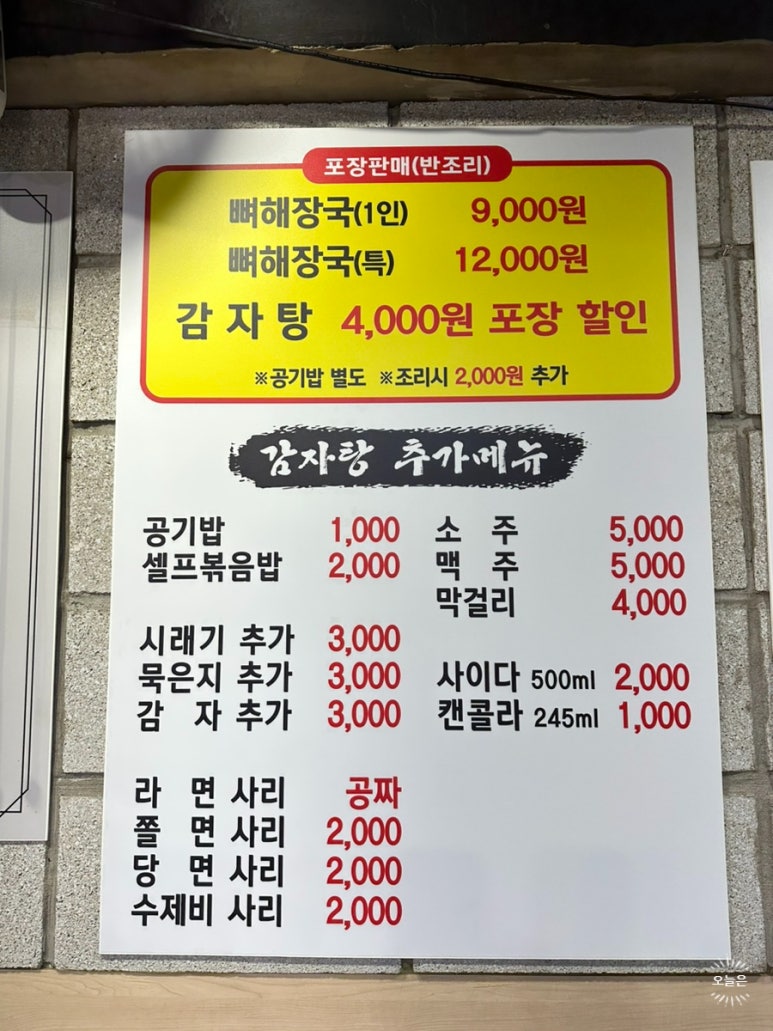 포장판매(반조리)
뼈해장국(1인) 9,000원
뼈해장국(특) 12,000원
감자탕 4,000원 포장 할인
※공기밥 별도 ※조리시 2,000원 추가
감자탕 추가메뉴
공기밥 1,000
셀프볶음밥 2,000
시래기 추가 3,000
묵은지 추가 3,000
감 자 추가 3,000
라 면 사리 공짜
쫄 면 사리 2,000
당 면 사리 2,000
수제비 사리 2,000
소 주 5,000
맥 주 5,000
막걸리 4,000
사이다 500ml 2,000
캔콜라 245ml 1,000
오늘은